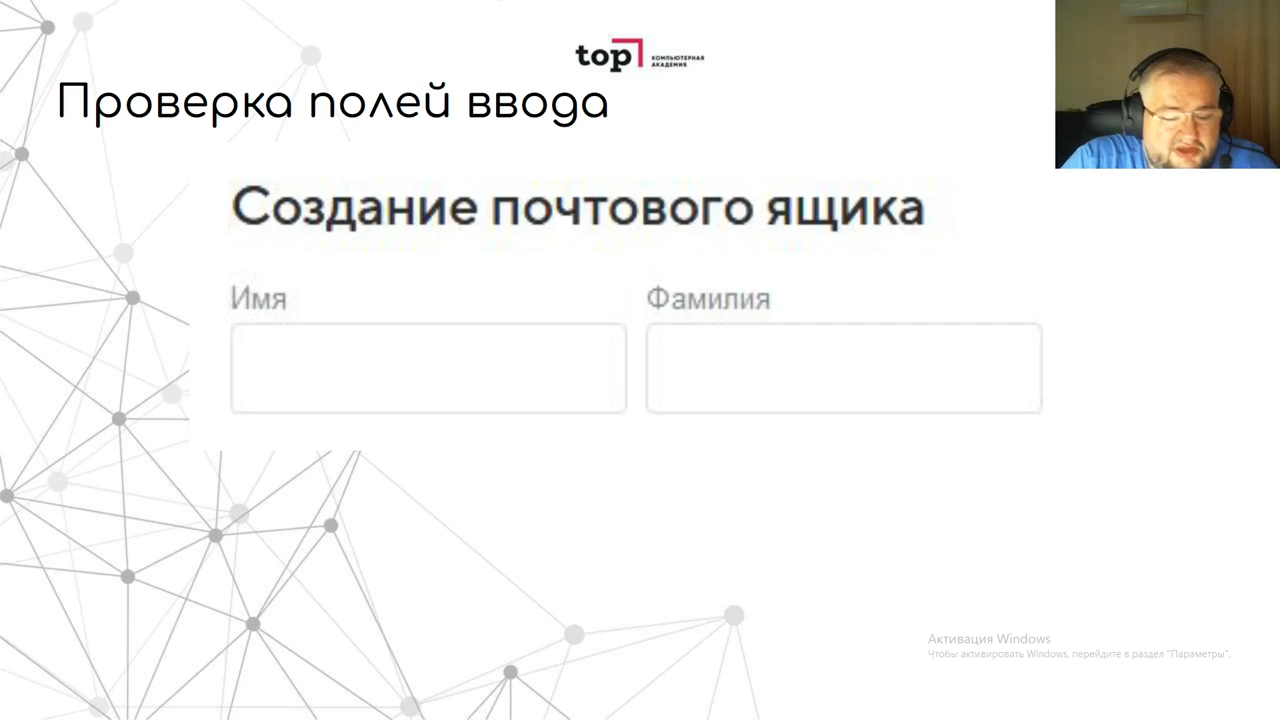 top КОМПЬЮТЕРНАЯ
АКАДЕМИЯ
Проверка полей ввода
Создание почтового ящика
Имя Фамилия
Активация Windows
Чтобы активировать Windows, перейдите в раздел "Параметры".